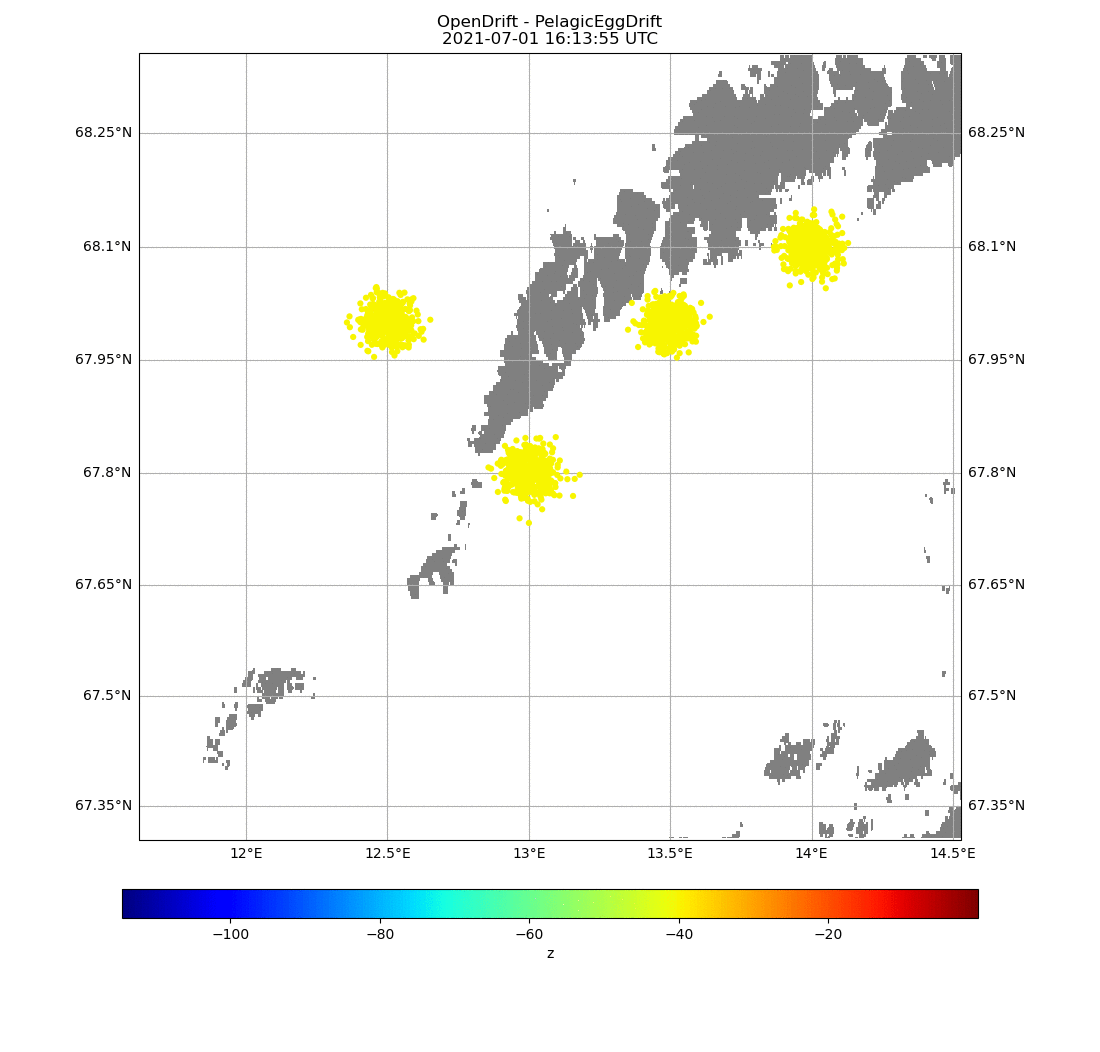 OpenDrift - PelagicEggDrift
2021-07-01 16:13:55 UTC
68.25°N 68.25°N
68.1°N 68.1°N
67.95°N 67.95°N
67.8°N 67.8°N
67.65°N 67.65°N
67.5°N 67.5°N
67.35°N 67.35°N
12°E 12.5°E 13°E 13.5°E 14°E 14.5°E
−100 −80 −60 −40 −20
z